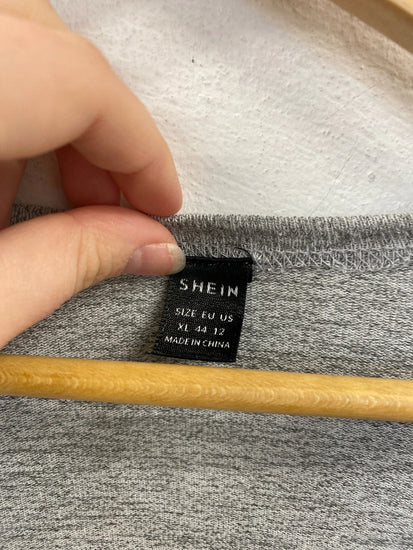 SHEIN
SIZE EU US
XL 44 12
MADE IN CHINA